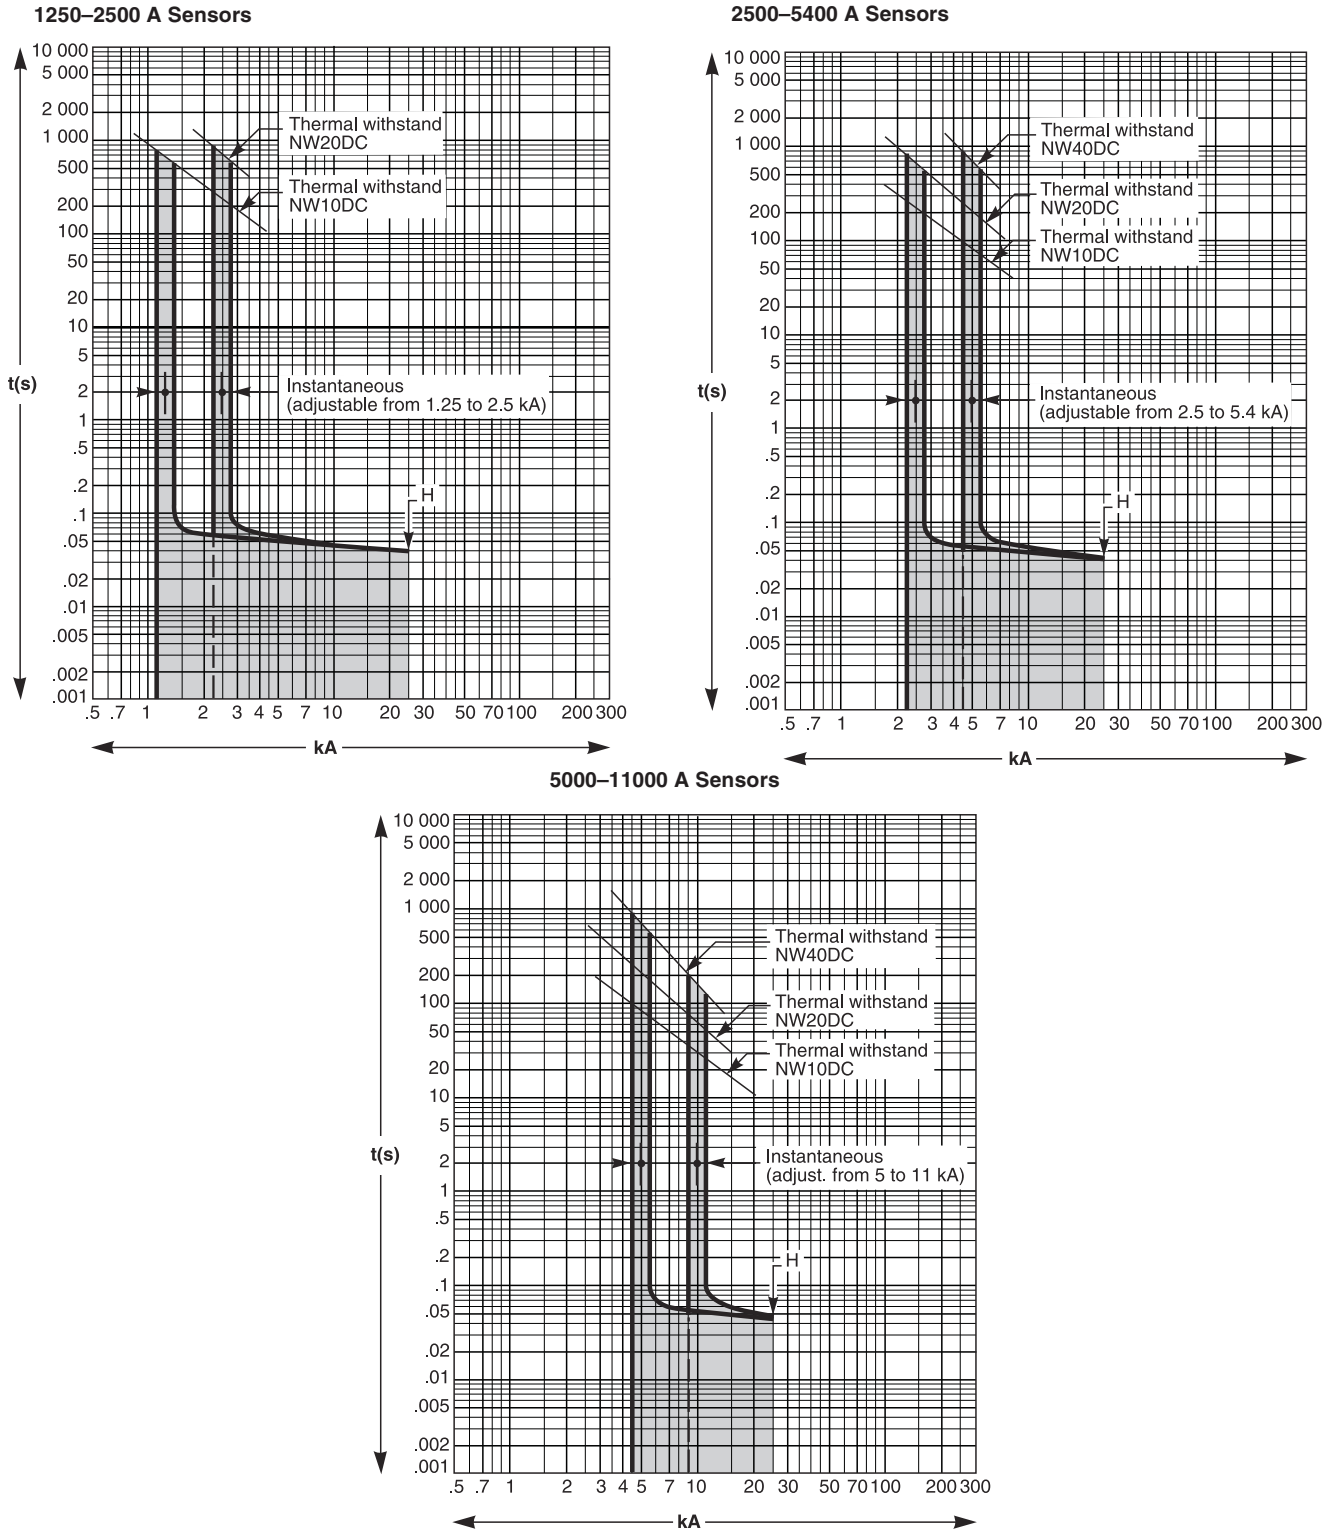 1250–2500 A Sensors
10 000
5 000
2 000
1 000
500
200
100
50
20
10
5
2
1
.5
.2
.1
.05
.02
.01
.005
.002
.001
t(s)
Thermal withstand
NW20DC
Thermal withstand
NW10DC
Instantaneous
(adjustable from 1.25 to 2.5 kA)
H
.5 .7 1 2 3 4 5 7 10 20 30 50 70 100 200 300
kA
2500–5400 A Sensors
10 000
5 000
2 000
1 000
500
200
100
50
20
10
5
2
1
.5
.2
.1
.05
.02
.01
.005
.002
.001
t(s)
Thermal withstand
NW40DC
Thermal withstand
NW20DC
Thermal withstand
NW10DC
Instantaneous
(adjustable from 2.5 to 5.4 kA)
H
.5 .7 1 2 3 4 5 7 10 20 30 50 70 100 200 300
kA
5000–11000 A Sensors
10 000
5 000
2 000
1 000
500
200
100
50
20
10
5
2
1
.5
.2
.1
.05
.02
.01
.005
.002
.001
t(s)
Thermal withstand
NW40DC
Thermal withstand
NW20DC
Thermal withstand
NW10DC
Instantaneous
(adjust. from 5 to 11 kA)
H
.5 .7 1 2 3 4 5 7 10 20 30 50 70 100 200 300
kA